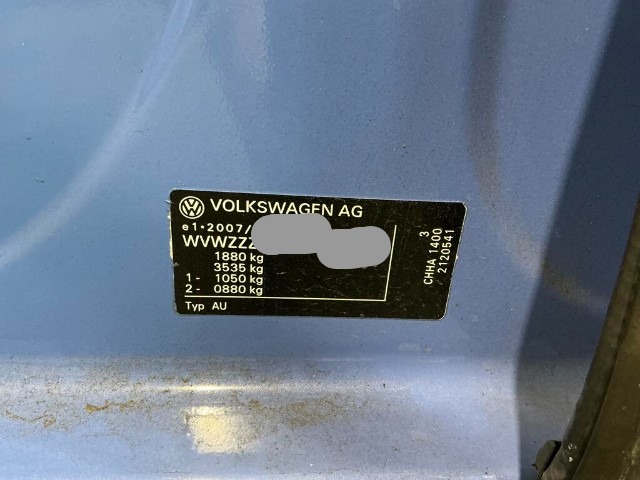 VOLKSWAGEN AG
e1*2007/
WVWZZZ
1880 kg
3535 kg
1 - 1050 kg
2 - 0880 kg
Typ AU
3
CHHA 1400
2120541